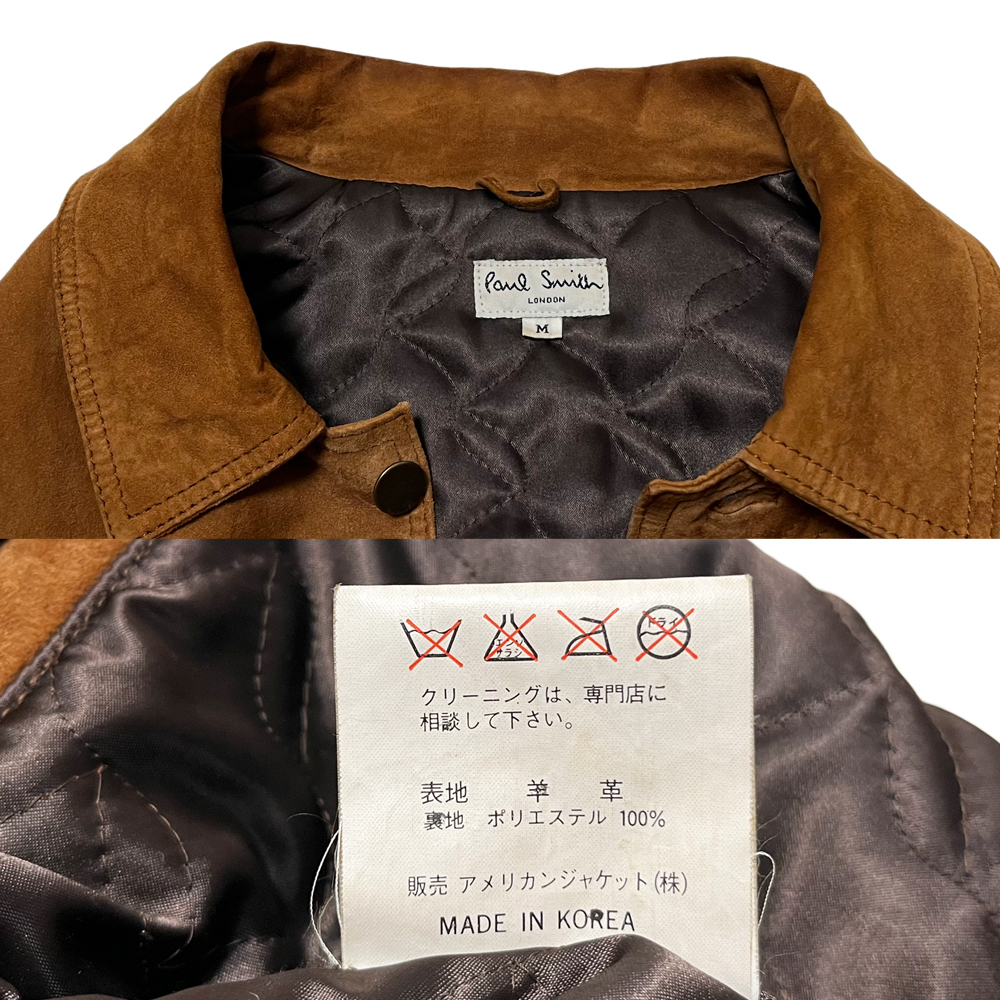 Paul Smith
LONDON
M
エンソ
サラシ
ドライ
クリーニングは、専門店に
相談して下さい。
表地 羊 革
裏地 ポリエステル 100%
販売 アメリカンジャケット(株)
MADE IN KOREA